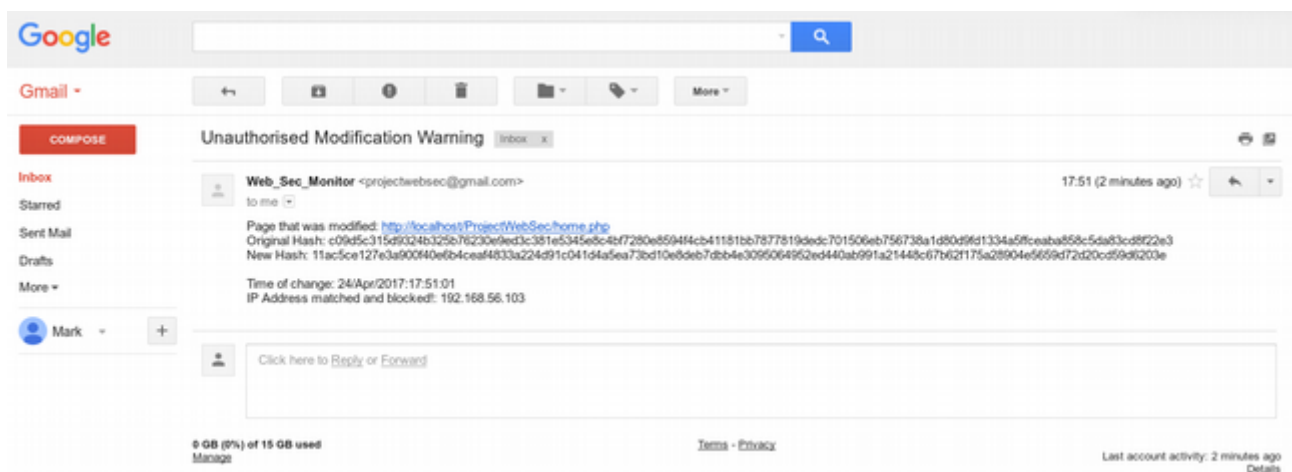 Google
Gmail
More
COMPOSE
Unauthorised Modification Warning Inbox x
Inbox
Starred
Sent Mail
Drafts
More
Mark +
Web_Sec_Monitor <projectwebsec@gmail.com>
17:51 (2 minutes ago)
to me
Page that was modified: http://localhost/ProjectWebSec/home.php
Original Hash:
New Hash:
Time of change: 24/Apr/2017:17:51:01
IP Address matched and blocked!: 192.168.56.103
Click here to Reply or Forward
0 GB (0%) of 15 GB used
Manage
Terms - Privacy
Last account activity: 2 minutes ago
Details